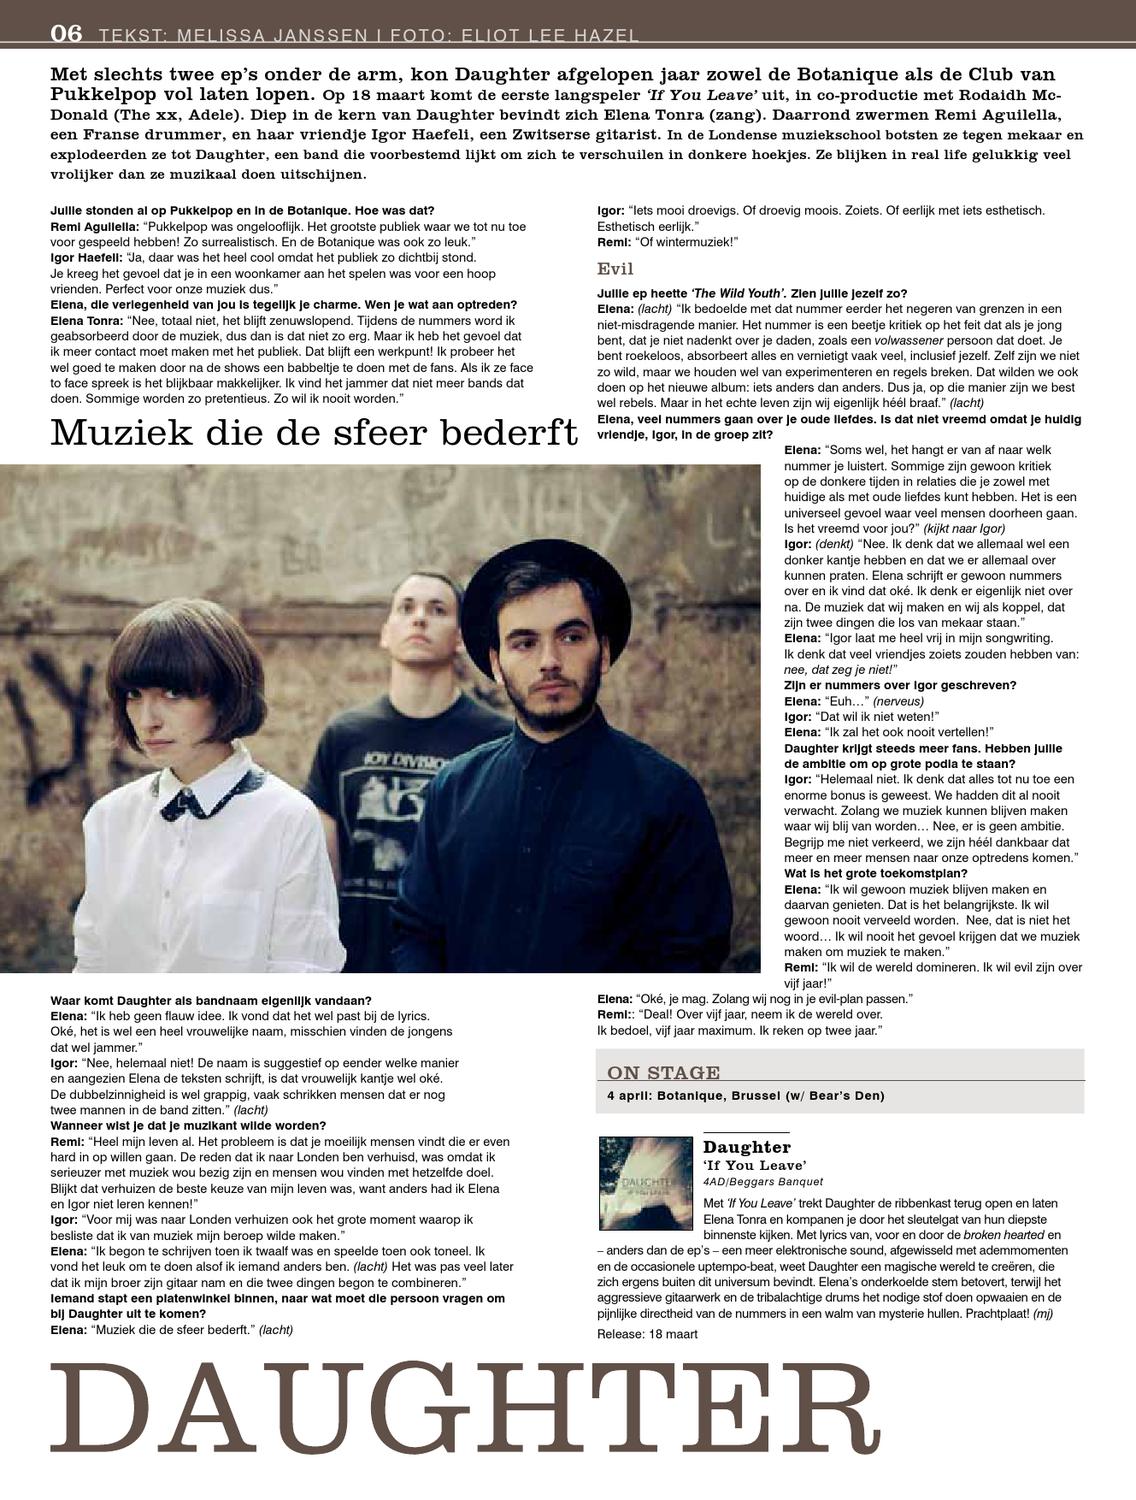 06 TEKST: MELISSA JANSSEN I FOTO: ELIOT LEE HAZEL
Met slechts twee ep’s onder de arm, kon Daughter afgelopen jaar zowel de Botanique als de Club van
Pukkelpop vol laten lopen. Op 18 maart komt de eerste langspeler ‘If You Leave’ uit, in co-productie met Rodaidh Mc-
Donald (The xx, Adele). Diep in de kern van Daughter bevindt zich Elena Tonra (zang). Daarrond zwermen Remi Aguilella,
een Franse drummer, en haar vriendje Igor Haefeli, een Zwitserse gitarist. In de Londense muziekschool botsten ze tegen mekaar en
explodeerden ze tot Daughter, een band die voorbestemd lijkt om zich te verschuilen in donkere hoekjes. Ze blijken in real life gelukkig veel
vrolijker dan ze muzikaal doen uitschijnen.
Jullie stonden al op Pukkelpop en in de Botanique. Hoe was dat?
Remi Aguilella: “Pukkelpop was ongelooflijk. Het grootste publiek waar we tot nu toe
voor gespeeld hebben! Zo surrealistisch. En de Botanique was ook zo leuk.”
Igor Haefeli: “Ja, daar was het heel cool omdat het publiek zo dichtbij stond.
Je kreeg het gevoel dat je in een woonkamer aan het spelen was voor een hoop
vrienden. Perfect voor onze muziek dus.”
Elena, die verlegenheid van jou is tegelijk je charme. Wen je wat aan optreden?
Elena Tonra: “Nee, totaal niet, het blijft zenuwslopend. Tijdens de nummers word ik
geabsorbeerd door de muziek, dus dan is dat niet zo erg. Maar ik heb het gevoel dat
ik meer contact moet maken met het publiek. Dat blijft een werkpunt! Ik probeer het
wel goed te maken door na de shows een babbeltje te doen met de fans. Als ik ze face
to face spreek is het blijkbaar makkelijker. Ik vind het jammer dat niet meer bands dat
doen. Sommige worden zo pretentieus. Zo wil ik nooit worden.”
Muziek die de sfeer bederft
JOY DIVISION
Waar komt Daughter als bandnaam eigenlijk vandaan?
Elena: “Ik heb geen flauw idee. Ik vond dat het wel past bij de lyrics.
Oké, het is wel een heel vrouwelijke naam, misschien vinden de jongens
dat wel jammer.”
Igor: “Nee, helemaal niet! De naam is suggestief op eender welke manier
en aangezien Elena de teksten schrijft, is dat vrouwelijk kantje wel oké.
De dubbelzinnigheid is wel grappig, vaak schrikken mensen dat er nog
twee mannen in de band zitten.” (lacht)
Wanneer wist je dat je muzikant wilde worden?
Remi: “Heel mijn leven al. Het probleem is dat je moeilijk mensen vindt die er even
hard in op willen gaan. De reden dat ik naar Londen ben verhuisd, was omdat ik
serieuzer met muziek wou bezig zijn en mensen wou vinden met hetzelfde doel.
Blijkt dat verhuizen de beste keuze van mijn leven was, want anders had ik Elena
en Igor niet leren kennen!”
Igor: “Voor mij was naar Londen verhuizen ook het grote moment waarop ik
besliste dat ik van muziek mijn beroep wilde maken.”
Elena: “Ik begon te schrijven toen ik twaalf was en speelde toen ook toneel. Ik
vond het leuk om te doen alsof ik iemand anders ben. (lacht) Het was pas veel later
dat ik mijn broer zijn gitaar nam en die twee dingen begon te combineren.”
Iemand stapt een platenwinkel binnen, naar wat moet die persoon vragen om
bij Daughter uit te komen?
Elena: “Muziek die de sfeer bederft.” (lacht)
Igor: “Iets mooi droevigs. Of droevig moois. Zoiets. Of eerlijk met iets esthetisch.
Esthetisch eerlijk.”
Remi: “Of wintermuziek!”
Evil
Jullie ep heette ‘The Wild Youth’. Zien jullie jezelf zo?
Elena: (lacht) “Ik bedoelde met dat nummer eerder het negeren van grenzen in een
niet-misdragende manier. Het nummer is een beetje kritiek op het feit dat als je jong
bent, dat je niet nadenkt over je daden, zoals een volwassener persoon dat doet. Je
bent roekeloos, absorbeert alles en vernietigt vaak veel, inclusief jezelf. Zelf zijn we niet
zo wild, maar we houden wel van experimenteren en regels breken. Dat wilden we ook
doen op het nieuwe album: iets anders dan anders. Dus ja, op die manier zijn we best
wel rebels. Maar in het echte leven zijn wij eigenlijk héél braaf.” (lacht)
Elena, veel nummers gaan over je oude liefdes. Is dat niet vreemd omdat je huidig
vriendje, Igor, in de groep zit?
Elena: “Soms wel, het hangt er van af naar welk
nummer je luistert. Sommige zijn gewoon kritiek
op de donkere tijden in relaties die je zowel met
huidige als met oude liefdes kunt hebben. Het is een
universeel gevoel waar veel mensen doorheen gaan.
Is het vreemd voor jou?” (kijkt naar Igor)
Igor: (denkt) “Nee. Ik denk dat we allemaal wel een
donker kantje hebben en dat we er allemaal over
kunnen praten. Elena schrijft er gewoon nummers
over en ik vind dat oké. Ik denk er eigenlijk niet over
na. De muziek dat wij maken en wij als koppel, dat
zijn twee dingen die los van mekaar staan.”
Elena: “Igor laat me heel vrij in mijn songwriting.
Ik denk dat veel vriendjes zoiets zouden hebben van:
nee, dat zeg je niet!”
Zijn er nummers over Igor geschreven?
Elena: “Euh…” (nerveus)
Igor: “Dat wil ik niet weten!”
Elena: “Ik zal het ook nooit vertellen!”
Daughter krijgt steeds meer fans. Hebben jullie
de ambitie om op grote podia te staan?
Igor: “Helemaal niet. Ik denk dat alles tot nu toe een
enorme bonus is geweest. We hadden dit al nooit
verwacht. Zolang we muziek kunnen blijven maken
waar wij blij van worden… Nee, er is geen ambitie.
Begrijp me niet verkeerd, we zijn héél dankbaar dat
meer en meer mensen naar onze optredens komen.”
Wat is het grote toekomstplan?
Elena: “Ik wil gewoon muziek blijven maken en
daarvan genieten. Dat is het belangrijkste. Ik wil
gewoon nooit verveeld worden. Nee, dat is niet het
woord… Ik wil nooit het gevoel krijgen dat we muziek
maken om muziek te maken.”
Remi: “Ik wil de wereld domineren. Ik wil evil zijn over
vijf jaar!”
Elena: “Oké, je mag. Zolang wij nog in je evil-plan passen.”
Remi:: “Deal! Over vijf jaar, neem ik de wereld over.
Ik bedoel, vijf jaar maximum. Ik reken op twee jaar.”
ON STAGE
4 april: Botanique, Brussel (w/ Bear’s Den)
DAUGHTER
IF YOU LEAVE
Daughter
‘If You Leave’
4AD/Beggars Banquet
Met ‘If You Leave’ trekt Daughter de ribbenkast terug open en laten
Elena Tonra en kompanen je door het sleutelgat van hun diepste
binnenste kijken. Met lyrics van, voor en door de broken hearted en
– anders dan de ep’s – een meer elektronische sound, afgewisseld met ademmomenten
en de occasionele uptempo-beat, weet Daughter een magische wereld te creëren, die
zich ergens buiten dit universum bevindt. Elena’s onderkoelde stem betovert, terwijl het
aggressieve gitaarwerk en de tribalachtige drums het nodige stof doen opwaaien en de
pijnlijke directheid van de nummers in een walm van mysterie hullen. Prachtplaat! (mj)
Release: 18 maart
DAUGHTER